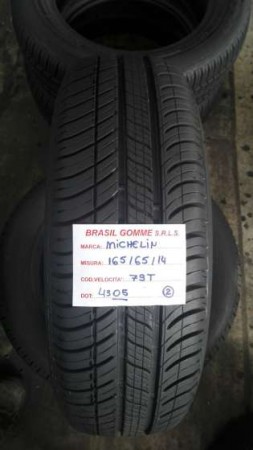 BRASIL GOMME S.R.L.S.
MARCA: MICHELIN
MISURA: 165/65/14
COD.VELOCITA': 79T
DOT: 4305 2